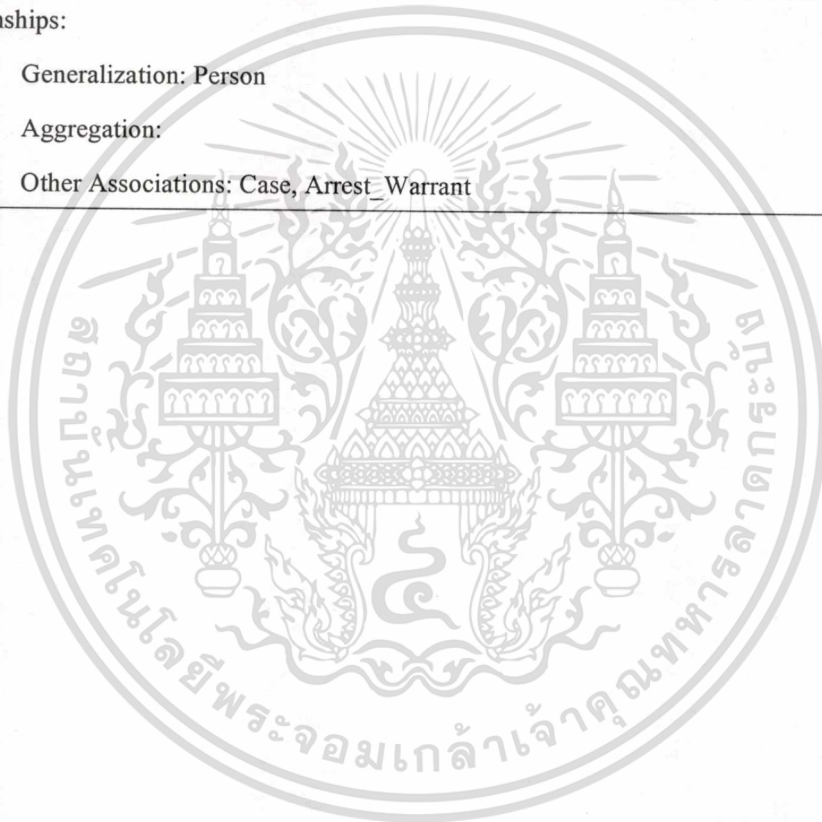 nships:
Generalization: Person
Aggregation:
Other Associations: Case, Arrest_Warrant
สถาบันเทคโนโลยีพระจอมเกล้าเจ้าคุณทหารลาดกระบัง
๔